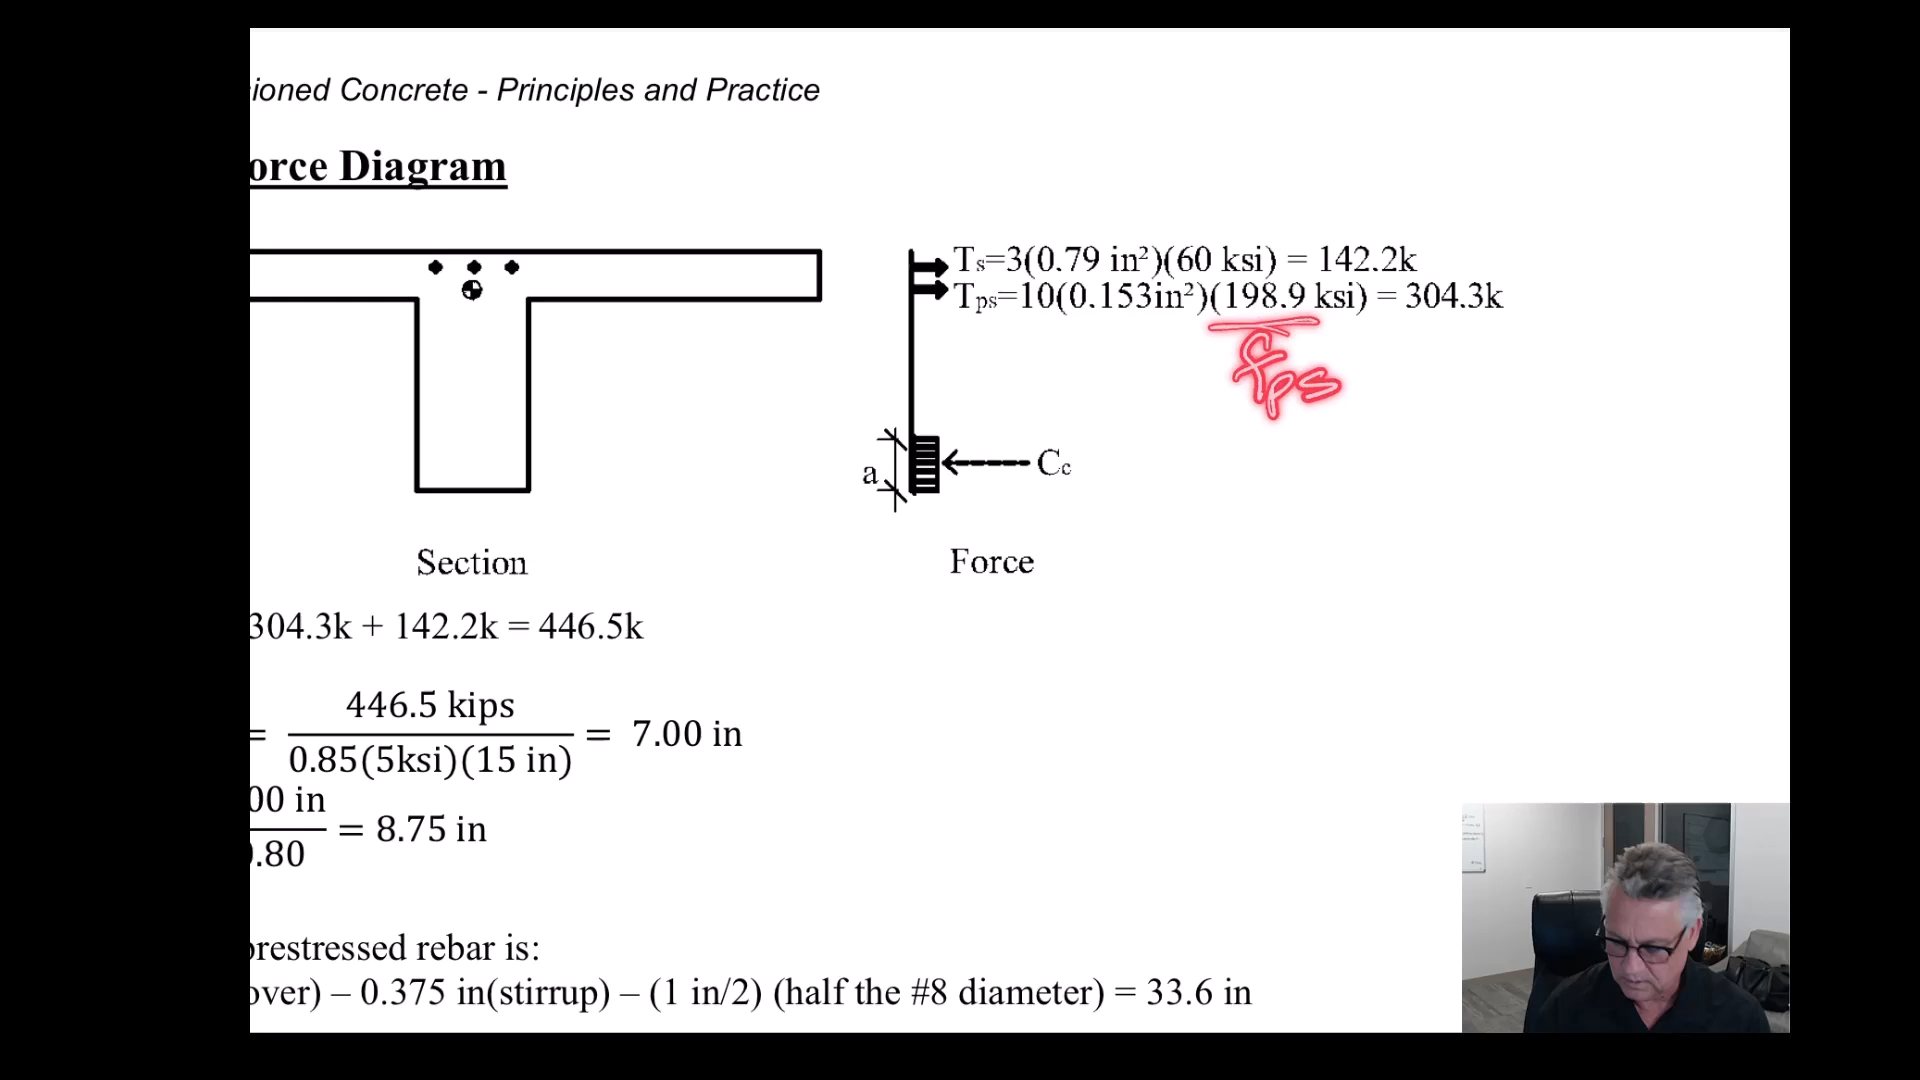 ioned Concrete - Principles and Practice
orce Diagram
Ts=3(0.79 in²)(60 ksi) = 142.2k
Tps=10(0.153in²)(198.9 ksi) = 304.3k
fps
a
Cc
Section
Force
304.3k + 142.2k = 446.5k
= 446.5 kips / 0.85(5ksi)(15 in) = 7.00 in
00 in / .80 = 8.75 in
prestressed rebar is:
over) – 0.375 in(stirrup) – (1 in/2) (half the #8 diameter) = 33.6 in